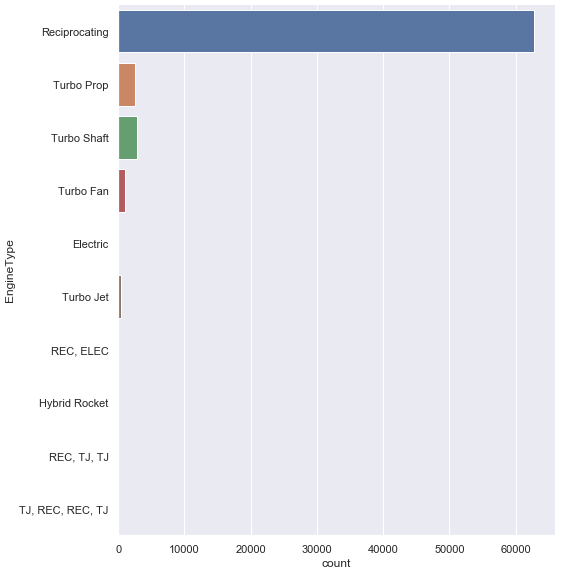 Reciprocating
Turbo Prop
Turbo Shaft
Turbo Fan
Electric
Turbo Jet
REC, ELEC
Hybrid Rocket
REC, TJ, TJ
TJ, REC, REC, TJ
EngineType
0 10000 20000 30000 40000 50000 60000
count